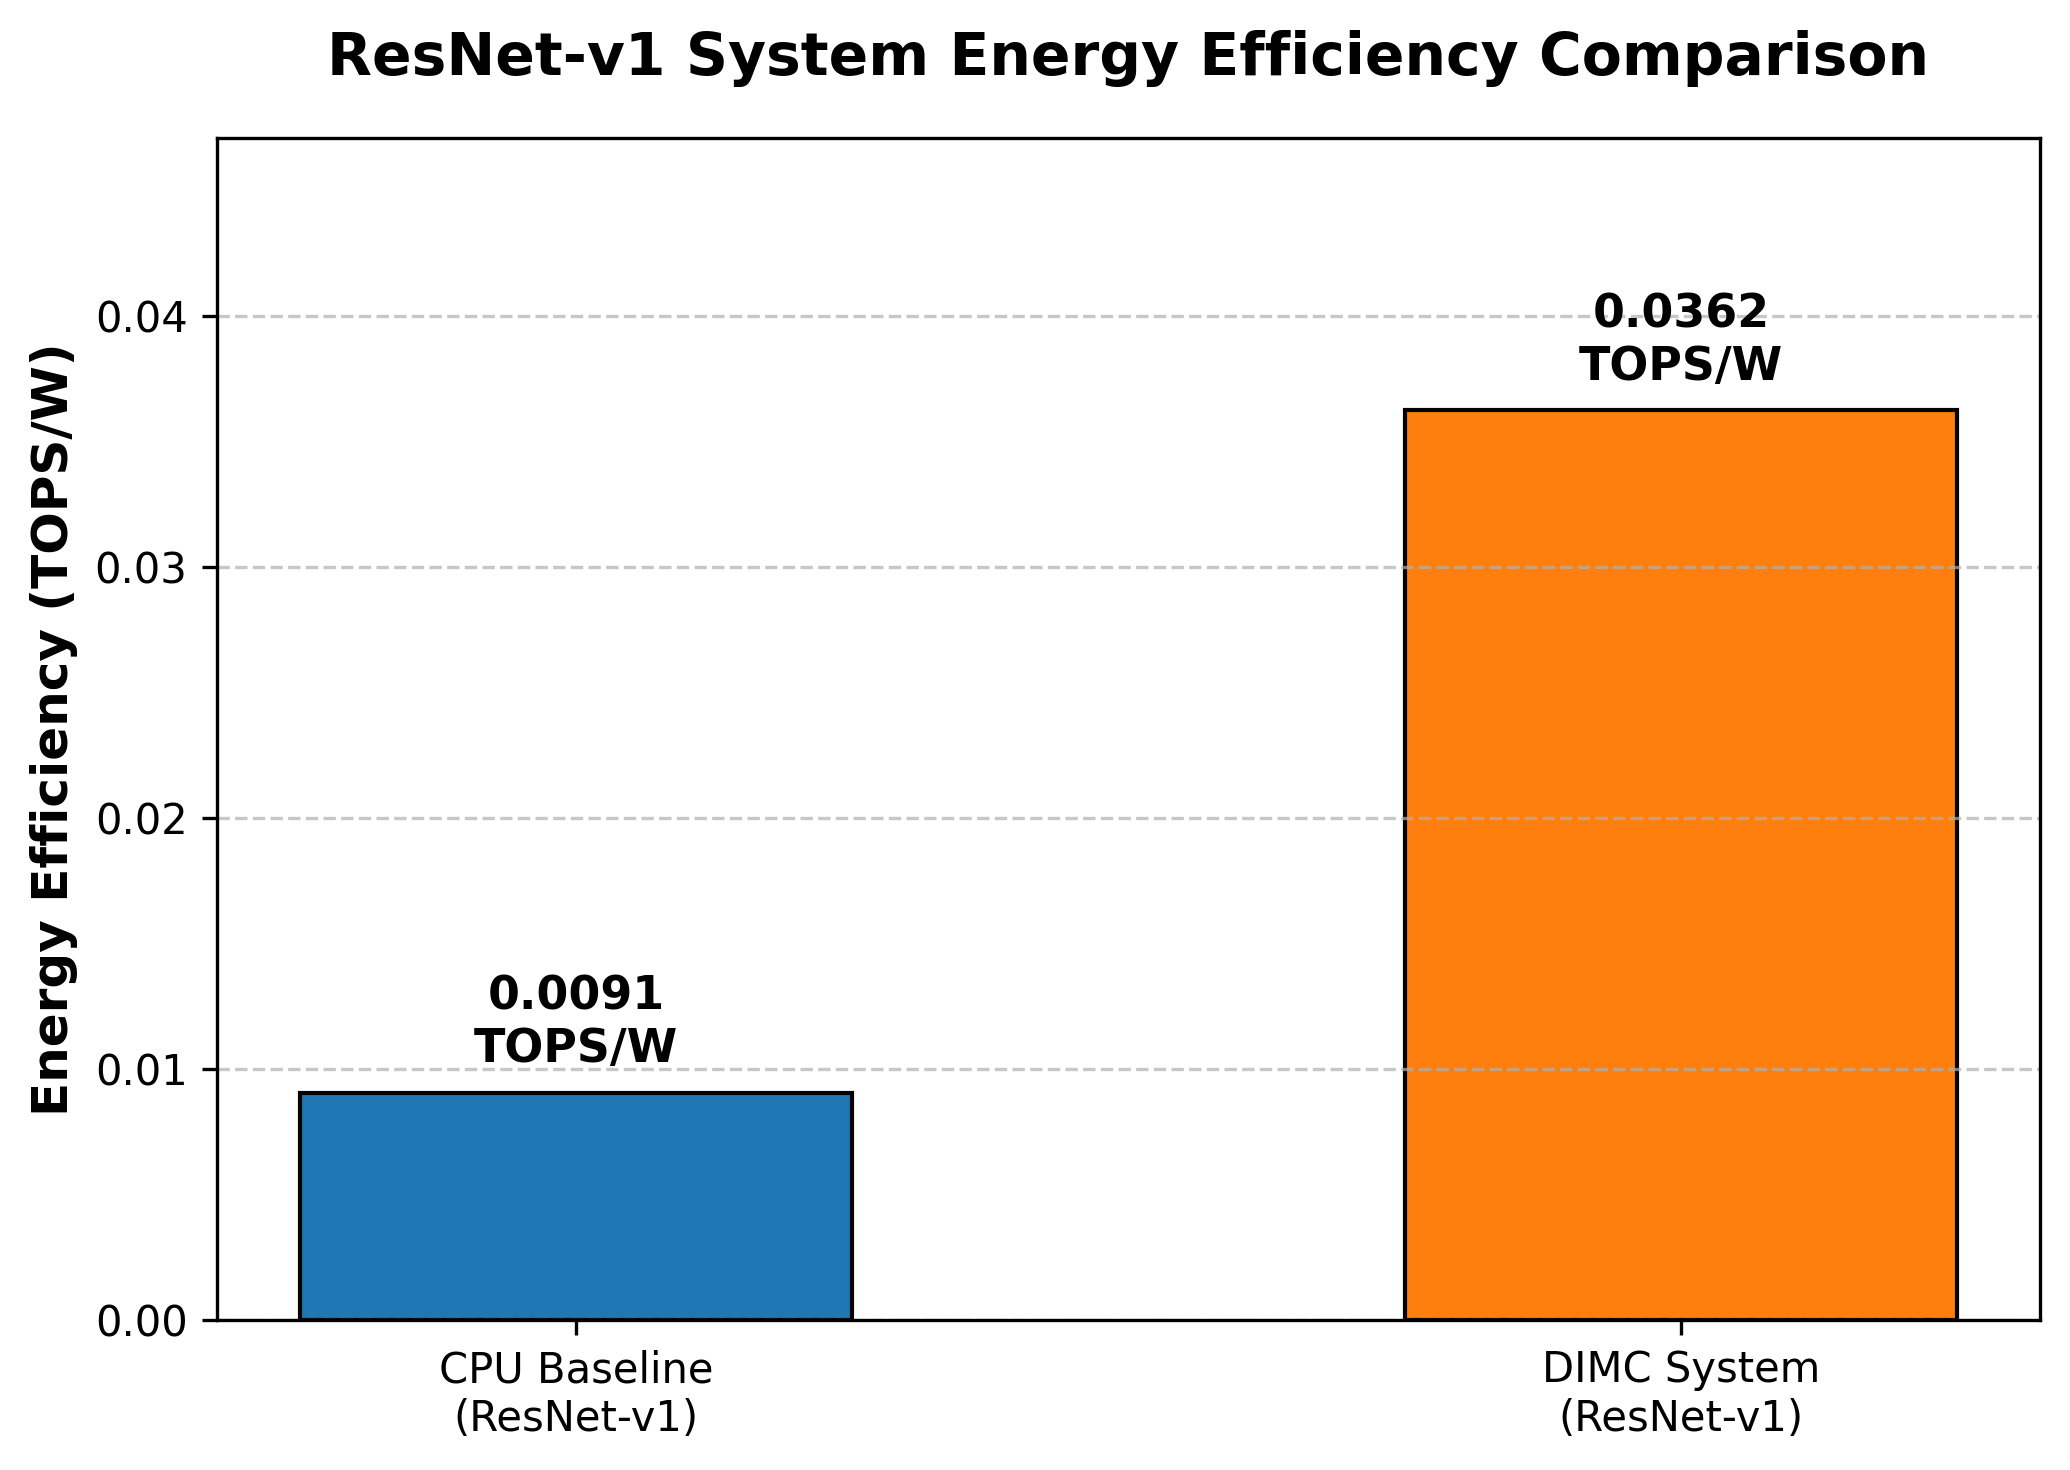 ResNet-v1 System Energy Efficiency Comparison
Energy Efficiency (TOPS/W)
0.04
0.03
0.02
0.01
0.00
0.0091
TOPS/W
0.0362
TOPS/W
CPU Baseline
(ResNet-v1)
DIMC System
(ResNet-v1)